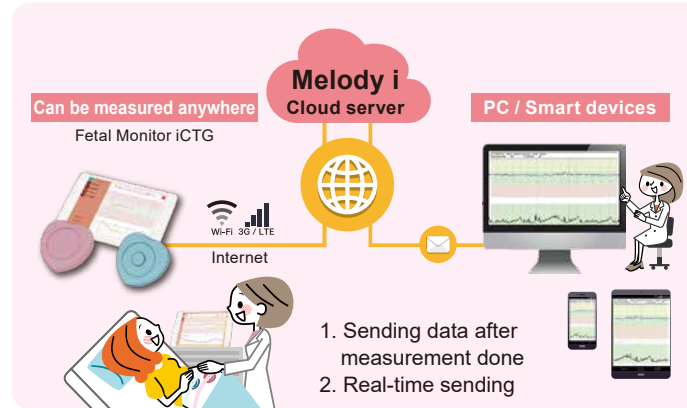 Melody i
Cloud server
Can be measured anywhere
Fetal Monitor iCTG
PC / Smart devices
Wi-Fi 3G / LTE
Internet
1. Sending data after
measurement done
2. Real-time sending